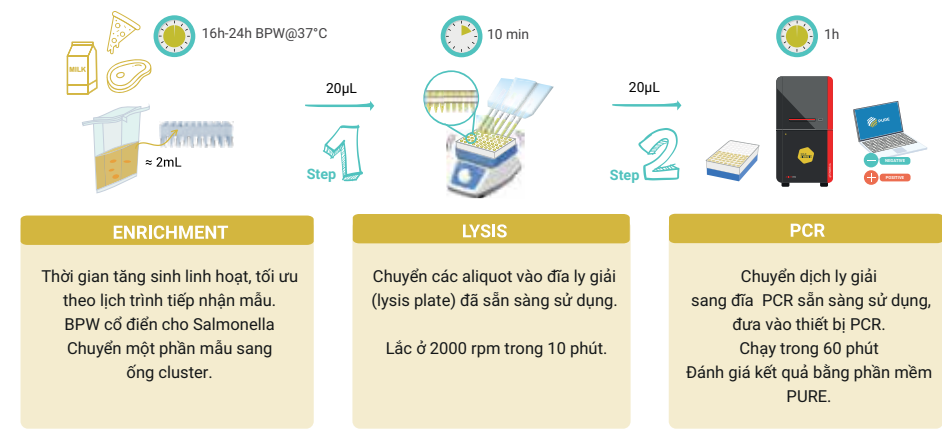 16h-24h BPW@37°C
10 min
1h
MILK
20µL
20µL
PURE
≈ 2mL
Step 1
Step 2
NEGATIVE
POSITIVE
ENRICHMENT
Thời gian tăng sinh linh hoạt, tối ưu
theo lịch trình tiếp nhận mẫu.
BPW cổ điển cho Salmonella
Chuyển một phần mẫu sang
ống cluster.
LYSIS
Chuyển các aliquot vào đĩa ly giải
(lysis plate) đã sẵn sàng sử dụng.
Lắc ở 2000 rpm trong 10 phút.
PCR
Chuyển dịch ly giải
sang đĩa PCR sẵn sàng sử dụng,
đưa vào thiết bị PCR.
Chạy trong 60 phút
Đánh giá kết quả bằng phần mềm
PURE.